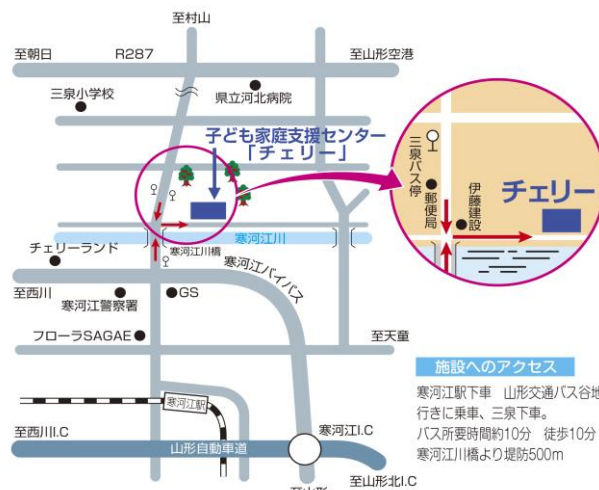 至村山
至朝日
R287
至山形空港
三泉小学校
県立河北病院
子ども家庭支援センター
「チェリー」
三泉バス停
郵便局
伊藤建設
チェリー
寒河江川
チェリーランド
寒河江川橋
寒河江バイパス
至西川
寒河江警察署
GS
フローラSAGAE
至天童
寒河江駅
至西川I.C
山形自動車道
寒河江I.C
至山形北I.C
至山形
施設へのアクセス
寒河江駅下車 山形交通バス谷地
行きに乗車、三泉下車。
バス所要時間約10分 徒歩10分
寒河江川橋より堤防500m